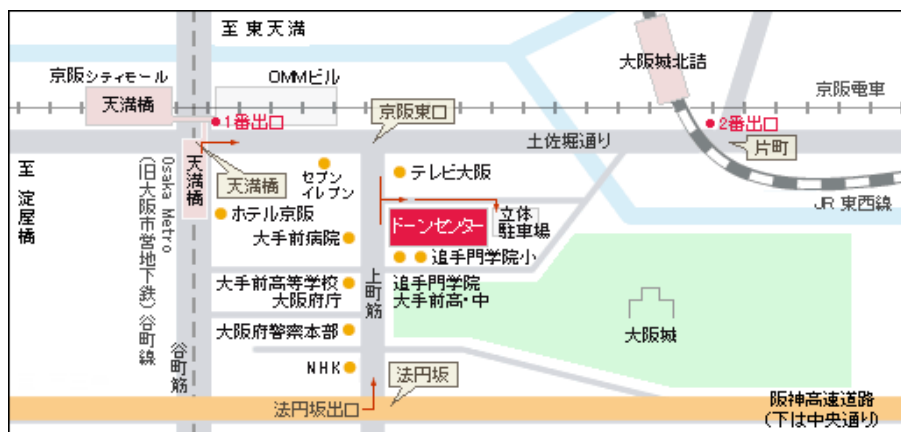 至 東天満
京阪シティモール
天満橋
OMMビル
大阪城北詰
京阪電車
1番出口
京阪東口
2番出口
土佐堀通り
片町
至 淀屋橋
Osaka Metro
(旧大阪市営地下鉄) 谷町線
天満橋
天満橋
セブン
イレブン
テレビ大阪
JR 東西線
ホテル京阪
ドーンセンター
立体
駐車場
大手前病院
追手門学院小
大手前高等学校
大阪府庁
上町筋
追手門学院
大手前高・中
大阪城
大阪府警察本部
谷町筋
NHK
法円坂
法円坂出口
阪神高速道路
(下は中央通り)